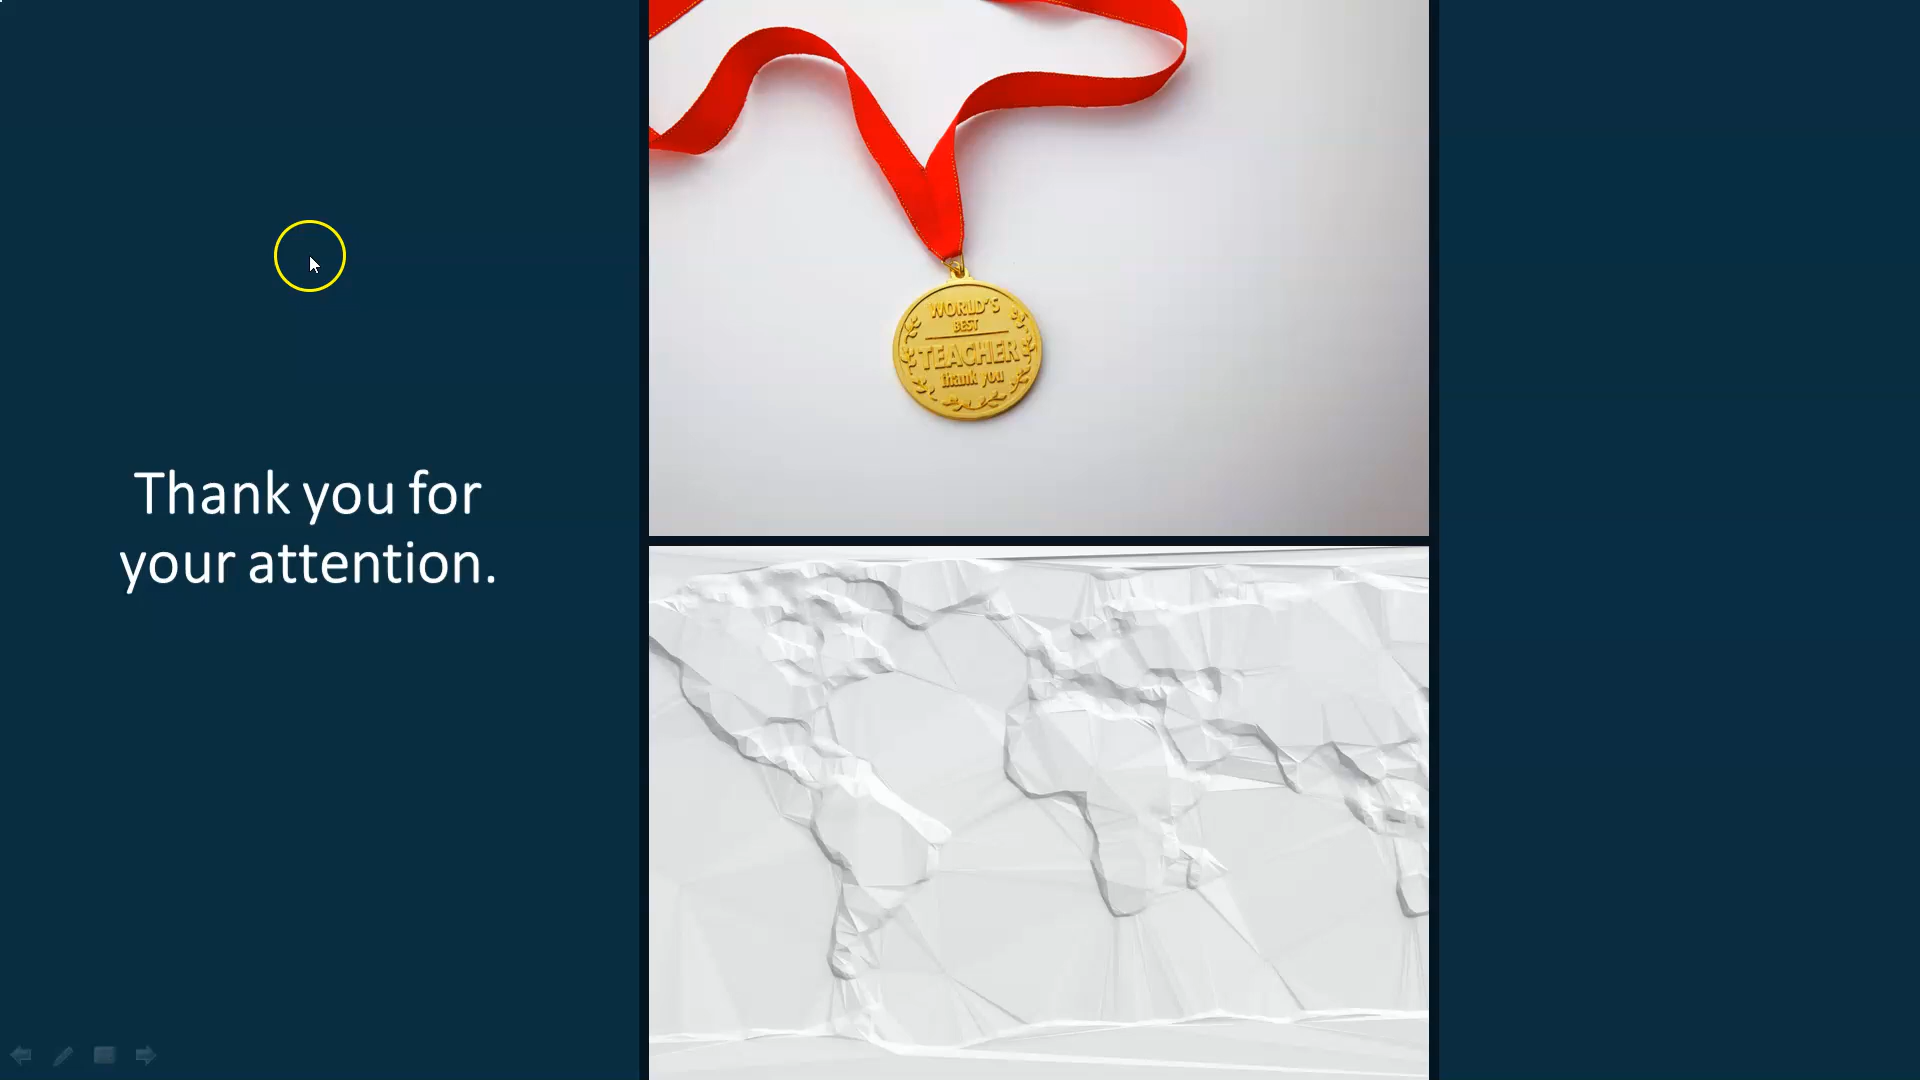 Thank you for
your attention.
WORLD'S
BEST
TEACHER
thank you